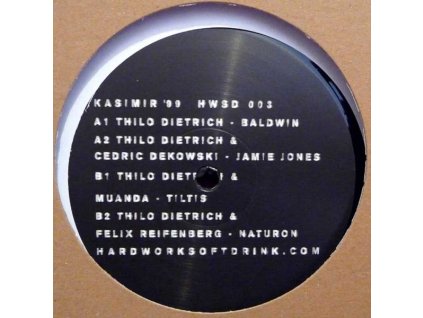 KASIMIR '99 HWSD 003
A1 THILO DIETRICH - BALDWIN
A2 THILO DIETRICH &
CEDRIC DEKOWSKI - JAMIE JONES
B1 THILO DIETRICH &
MUANDA - TILTIS
B2 THILO DIETRICH &
FELIX REIFENBERG - NATURON
HARDWORKSOFTDRINK.COM